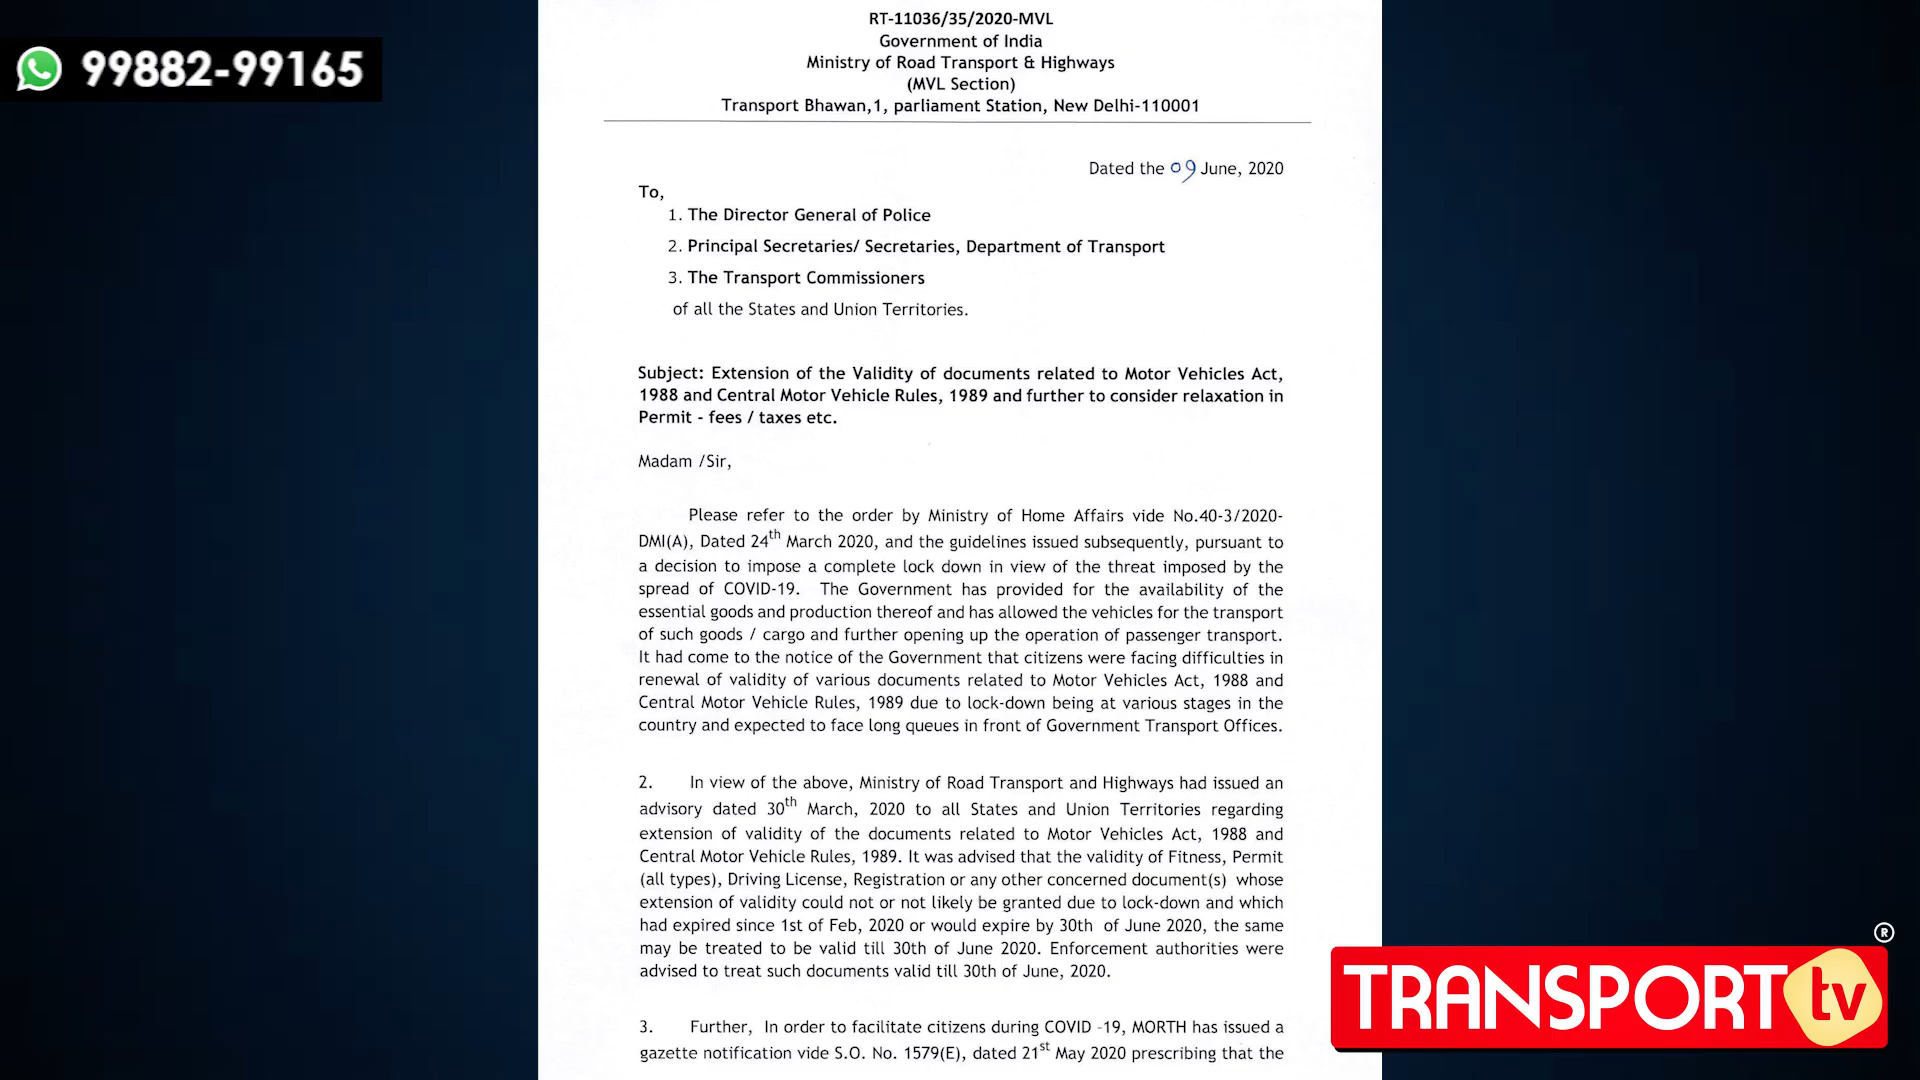 99882-99165
RT-11036/35/2020-MVL
Government of India
Ministry of Road Transport & Highways
(MVL Section)
Transport Bhawan,1, parliament Station, New Delhi-110001
Dated the 09 June, 2020
To,
1. The Director General of Police
2. Principal Secretaries/ Secretaries, Department of Transport
3. The Transport Commissioners
of all the States and Union Territories.
Subject: Extension of the Validity of documents related to Motor Vehicles Act,
1988 and Central Motor Vehicle Rules, 1989 and further to consider relaxation in
Permit - fees / taxes etc.
Madam /Sir,
Please refer to the order by Ministry of Home Affairs vide No.40-3/2020-
DMI(A), Dated 24th March 2020, and the guidelines issued subsequently, pursuant to
a decision to impose a complete lock down in view of the threat imposed by the
spread of COVID-19. The Government has provided for the availability of the
essential goods and production thereof and has allowed the vehicles for the transport
of such goods / cargo and further opening up the operation of passenger transport.
It had come to the notice of the Government that citizens were facing difficulties in
renewal of validity of various documents related to Motor Vehicles Act, 1988 and
Central Motor Vehicle Rules, 1989 due to lock-down being at various stages in the
country and expected to face long queues in front of Government Transport Offices.
2. In view of the above, Ministry of Road Transport and Highways had issued an
advisory dated 30th March, 2020 to all States and Union Territories regarding
extension of validity of the documents related to Motor Vehicles Act, 1988 and
Central Motor Vehicle Rules, 1989. It was advised that the validity of Fitness, Permit
(all types), Driving License, Registration or any other concerned document(s) whose
extension of validity could not or not likely be granted due to lock-down and which
had expired since 1st of Feb, 2020 or would expire by 30th of June 2020, the same
may be treated to be valid till 30th of June 2020. Enforcement authorities were
advised to treat such documents valid till 30th of June, 2020.
3. Further, In order to facilitate citizens during COVID -19, MORTH has issued a
gazette notification vide S.O. No. 1579(E), dated 21st May 2020 prescribing that the
®
TRANSPORT tv